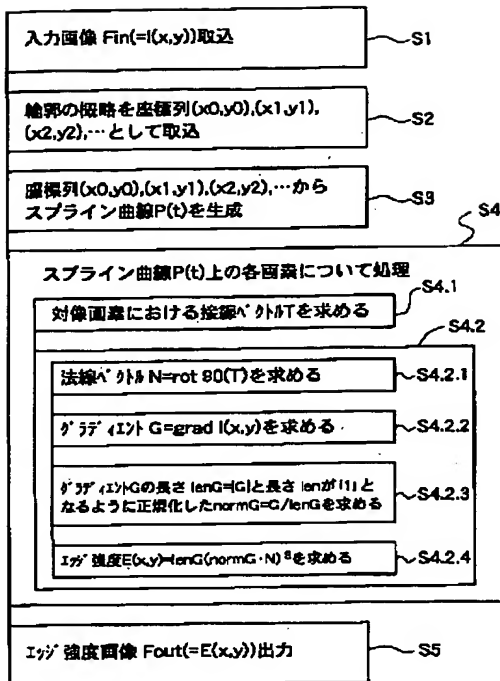 入力画像 Fin(=I(x,y))取込
S1
輪郭の概略を座標列(x0,y0),(x1,y1),
(x2,y2),…として取込
S2
座標列(x0,y0),(x1,y1),(x2,y2),…から
スプライン曲線P(t)を生成
S3
S4
スプライン曲線P(t)上の各画素について処理
S4.1
対像画素における接線ベクトルTを求める
S4.2
法線ベクトル N=rot 90(T)を求める
S4.2.1
グラディエント G=grad I(x,y)を求める
S4.2.2
グラディエントGの長さ lenG=|G|と長さ lenが「1」と
なるように正規化したnormG=G/lenGを求める
S4.2.3
エッジ強度E(x,y)=lenG(normG・N)ᵃを求める
S4.2.4
エッジ強度画像 Fout(=E(x,y))出力
S5